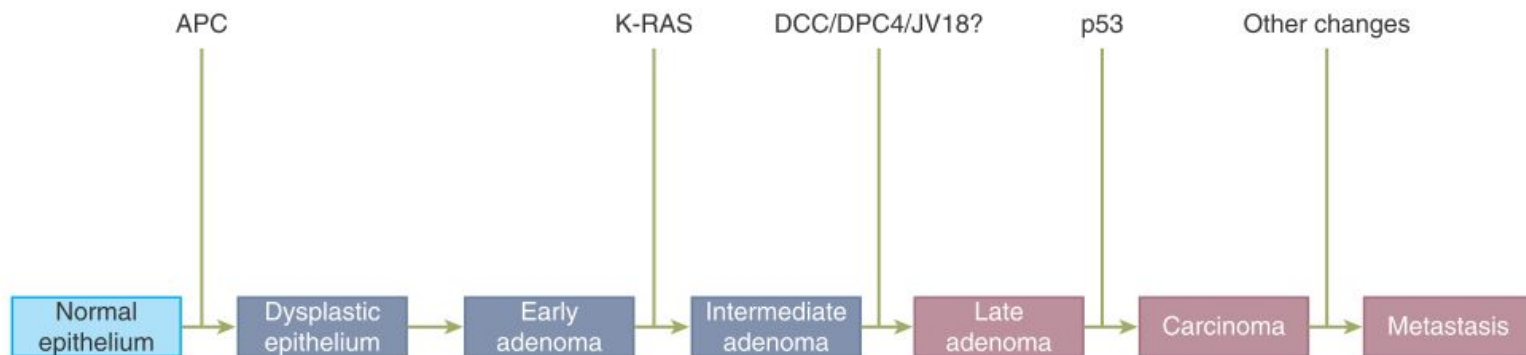 APC
K-RAS
DCC/DPC4/JV18?
p53
Other changes
Normal
epithelium
Dysplastic
epithelium
Early
adenoma
Intermediate
adenoma
Late
adenoma
Carcinoma
Metastasis